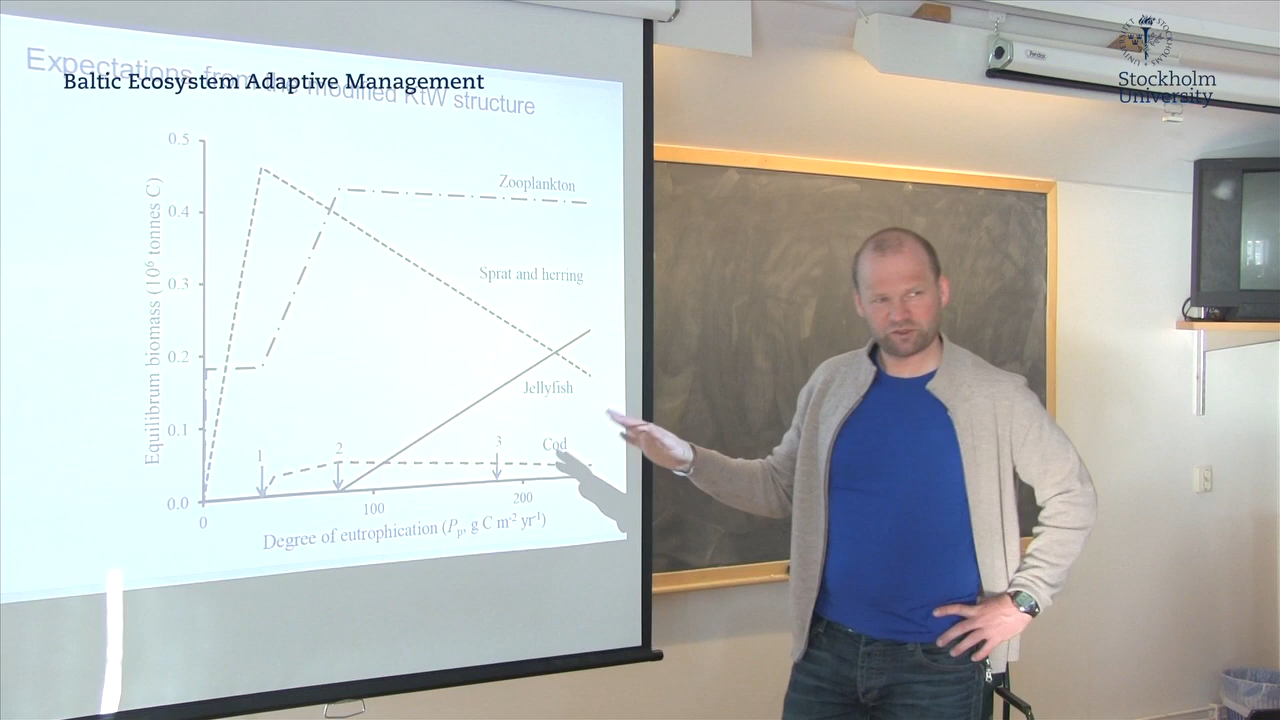 Expectations from the modified KtW structure
Baltic Ecosystem Adaptive Management
Stockholm
University
0.5
0.4
0.3
0.2
0.1
0.0
Equilibrum biomass (10⁶ tonnes C)
Zooplankton
Sprat and herring
Jellyfish
Cod
1
2
3
0
100
200
Degree of eutrophication (Pp, g C m⁻² yr⁻¹)